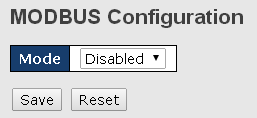 MODBUS Configuration
Mode Disabled
Save Reset